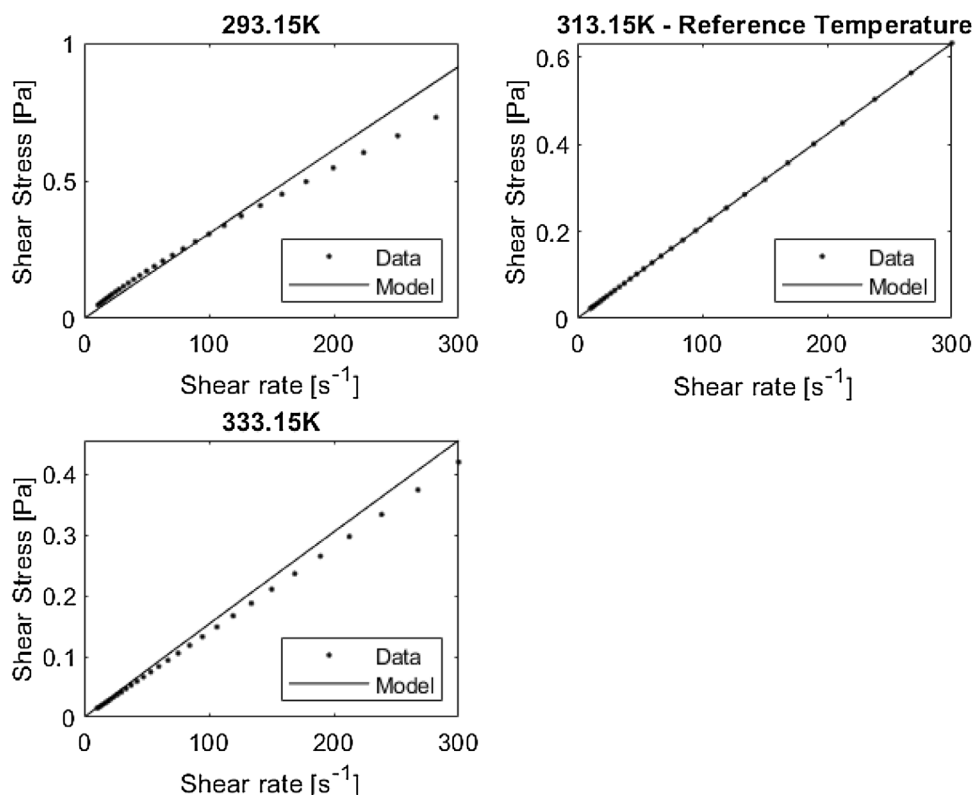 293.15K
1
0.5
0
Shear Stress [Pa]
Data
Model
0 100 200 300
Shear rate [s⁻¹]
313.15K - Reference Temperature
0.6
0.4
0.2
0
Shear Stress [Pa]
Data
Model
0 100 200 300
Shear rate [s⁻¹]
333.15K
0.4
0.3
0.2
0.1
0
Shear Stress [Pa]
Data
Model
0 100 200 300
Shear rate [s⁻¹]